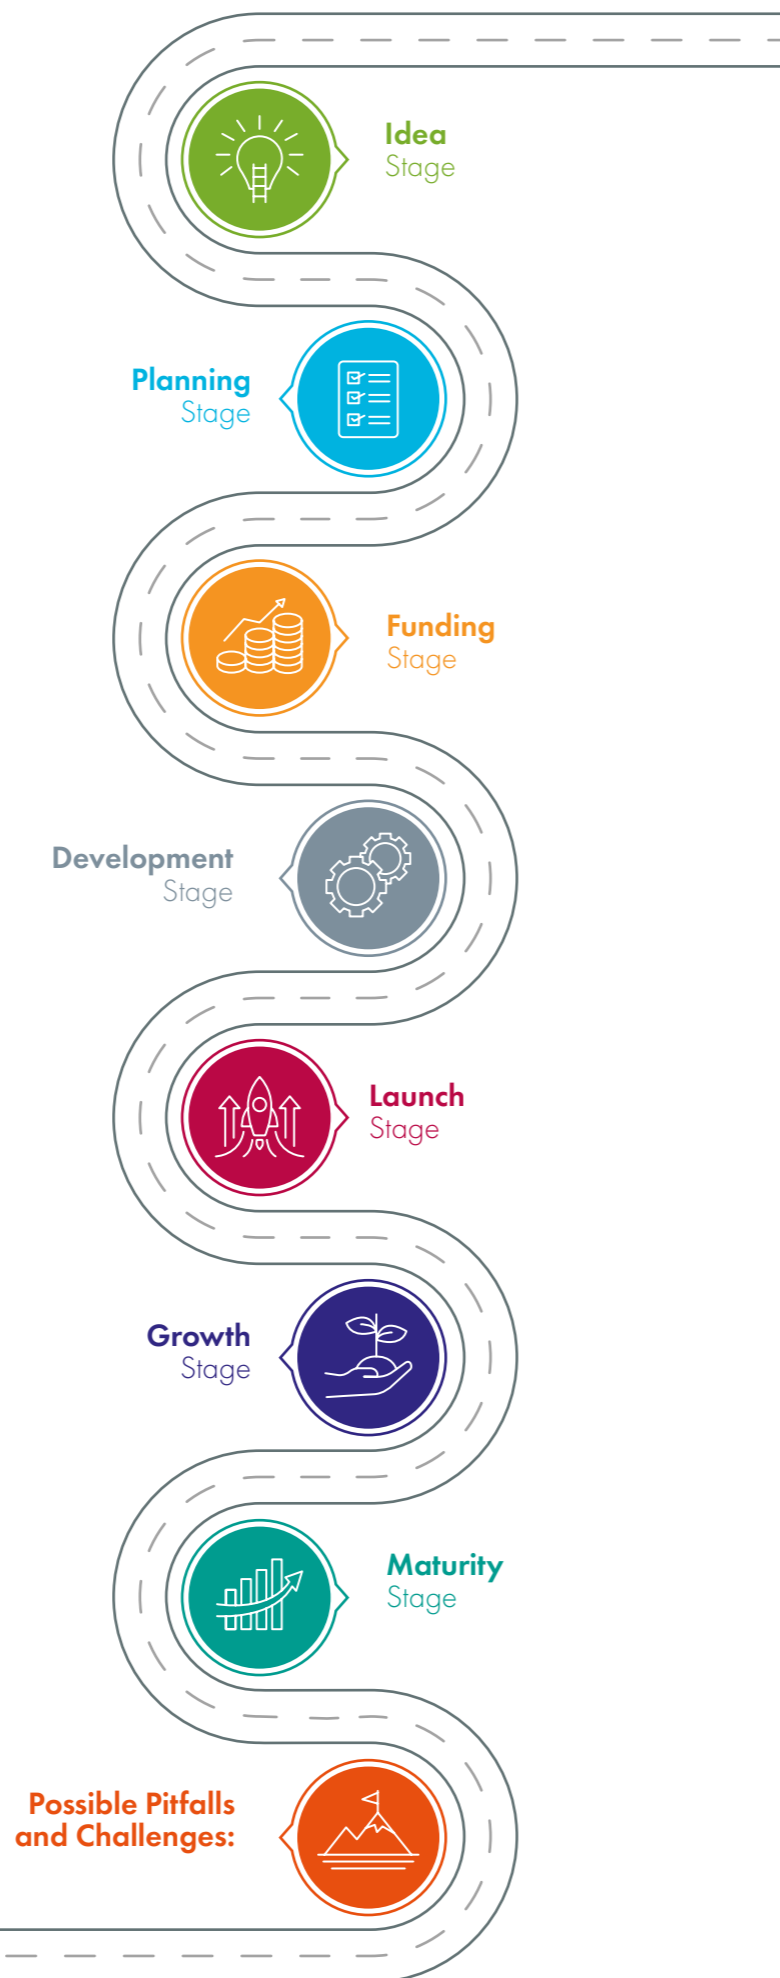 Idea
Stage
Planning
Stage
Funding
Stage
Development
Stage
Launch
Stage
Growth
Stage
Maturity
Stage
Possible Pitfalls
and Challenges: